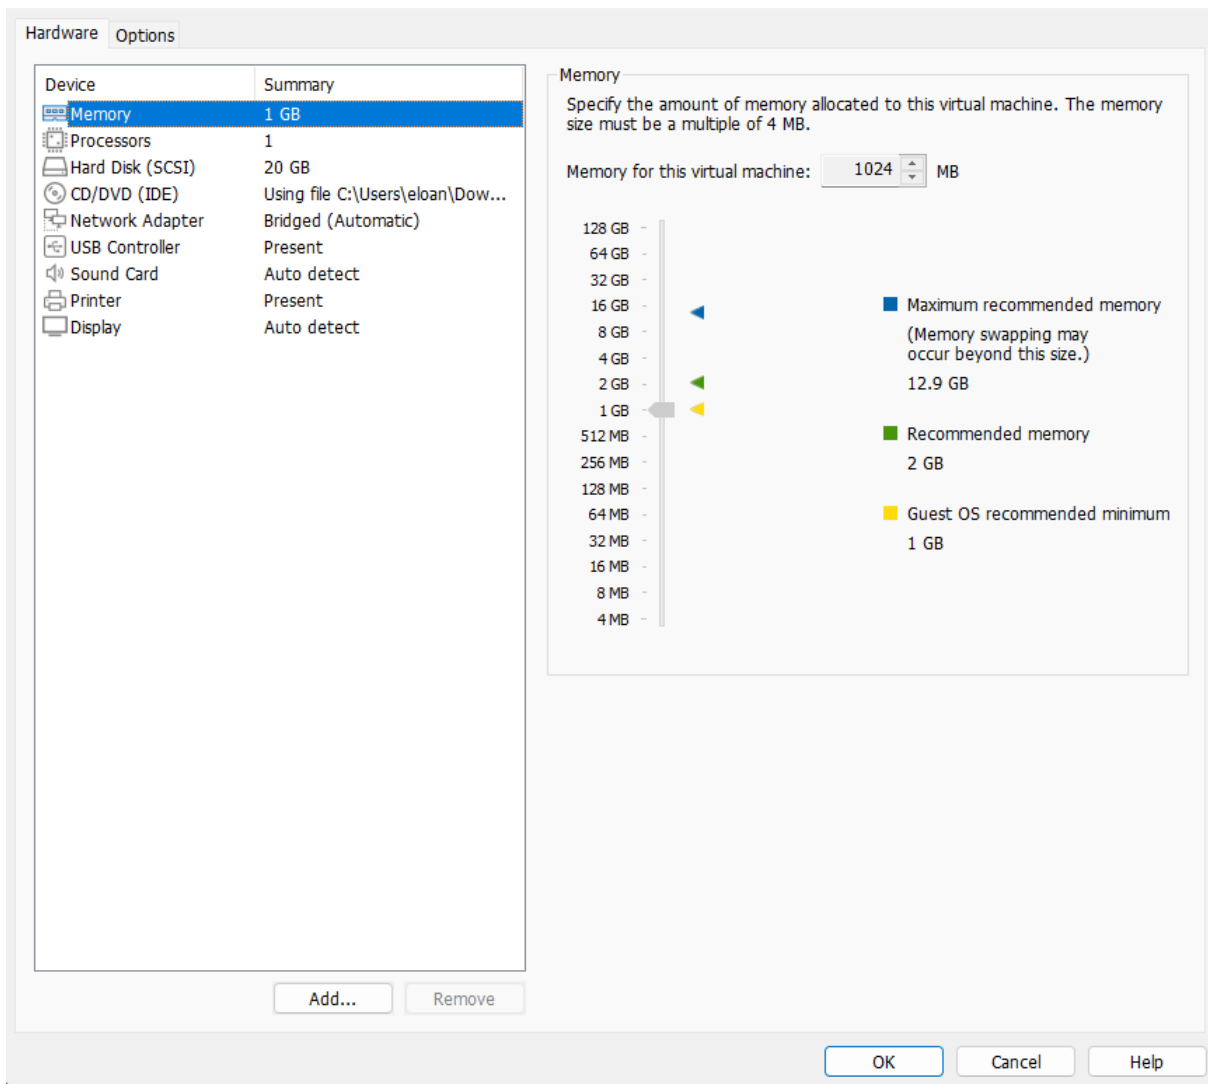 Hardware Options
Device Summary
Memory 1 GB
Processors 1
Hard Disk (SCSI) 20 GB
CD/DVD (IDE) Using file C:\Users\eloan\Dow...
Network Adapter Bridged (Automatic)
USB Controller Present
Sound Card Auto detect
Printer Present
Display Auto detect
Add... Remove
Memory
Specify the amount of memory allocated to this virtual machine. The memory
size must be a multiple of 4 MB.
Memory for this virtual machine: 1024 MB
128 GB
64 GB
32 GB
16 GB
8 GB
4 GB
2 GB
1 GB
512 MB
256 MB
128 MB
64 MB
32 MB
16 MB
8 MB
4 MB
Maximum recommended memory
(Memory swapping may
occur beyond this size.)
12.9 GB
Recommended memory
2 GB
Guest OS recommended minimum
1 GB
OK Cancel Help